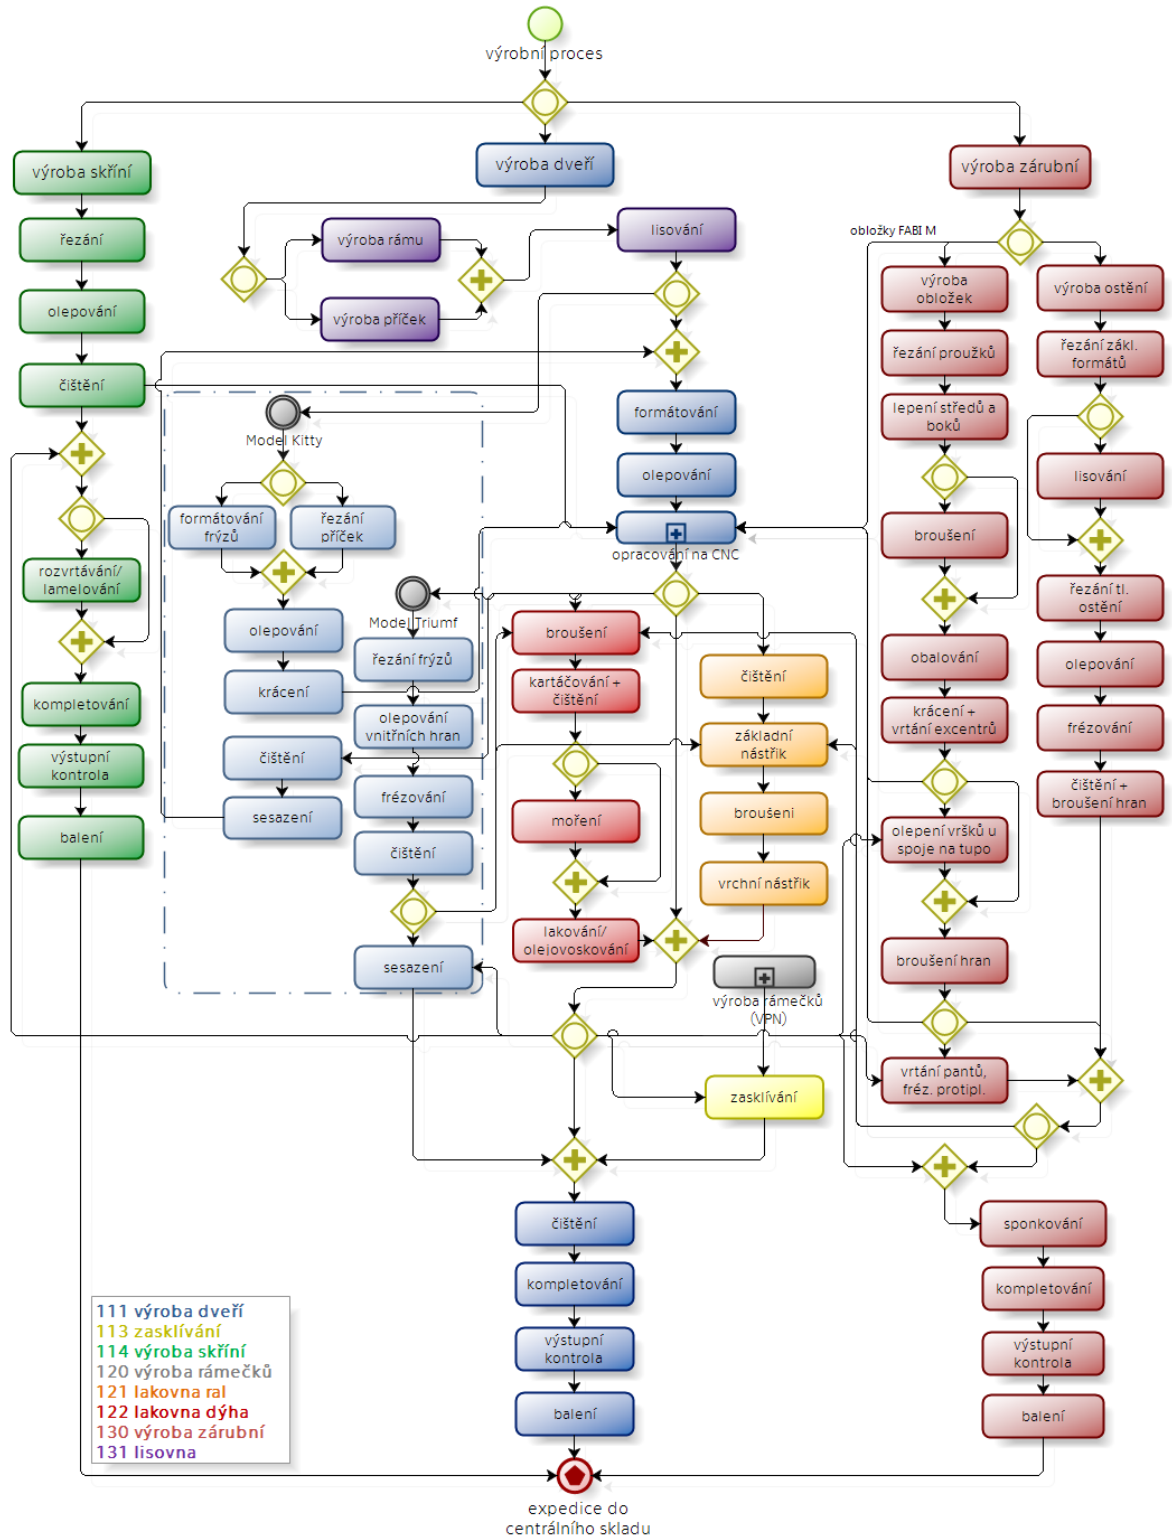 výrobní proces
výroba skříní
řezání
olepování
čištění
rozvrtávání/
lamelování
kompletování
výstupní
kontrola
balení
výroba dveří
výroba rámu
výroba příček
lisování
formátování
olepování
opracování na CNC
Model Kitty
formátování
frýzů
řezání
příček
olepování
krácení
čištění
sesazení
Model Triumf
řezání frýzů
olepování
vnitřních hran
frézování
čištění
sesazení
broušení
kartáčování +
čištění
moření
lakování/
olejovoskování
čištění
základní
nástřik
broušeni
vrchní nástřik
výroba rámečků
(VPN)
zasklívání
čištění
kompletování
výstupní
kontrola
balení
výroba zárubní
obložky FABI M
výroba
obložek
řezání proužků
lepení středů a
boků
broušení
obalování
krácení +
vrtání excentrů
olepení vršků u
spoje na tupo
broušení hran
vrtání pantů,
fréz. protipl.
výroba ostění
řezání zákl.
formátů
lisování
řezání tl.
ostění
olepování
frézování
čištění +
broušení hran
sponkování
kompletování
výstupní
kontrola
balení
111 výroba dveří
113 zasklívání
114 výroba skříní
120 výroba rámečků
121 lakovna ral
122 lakovna dýha
130 výroba zárubní
131 lisovna
expedice do
centrálního skladu